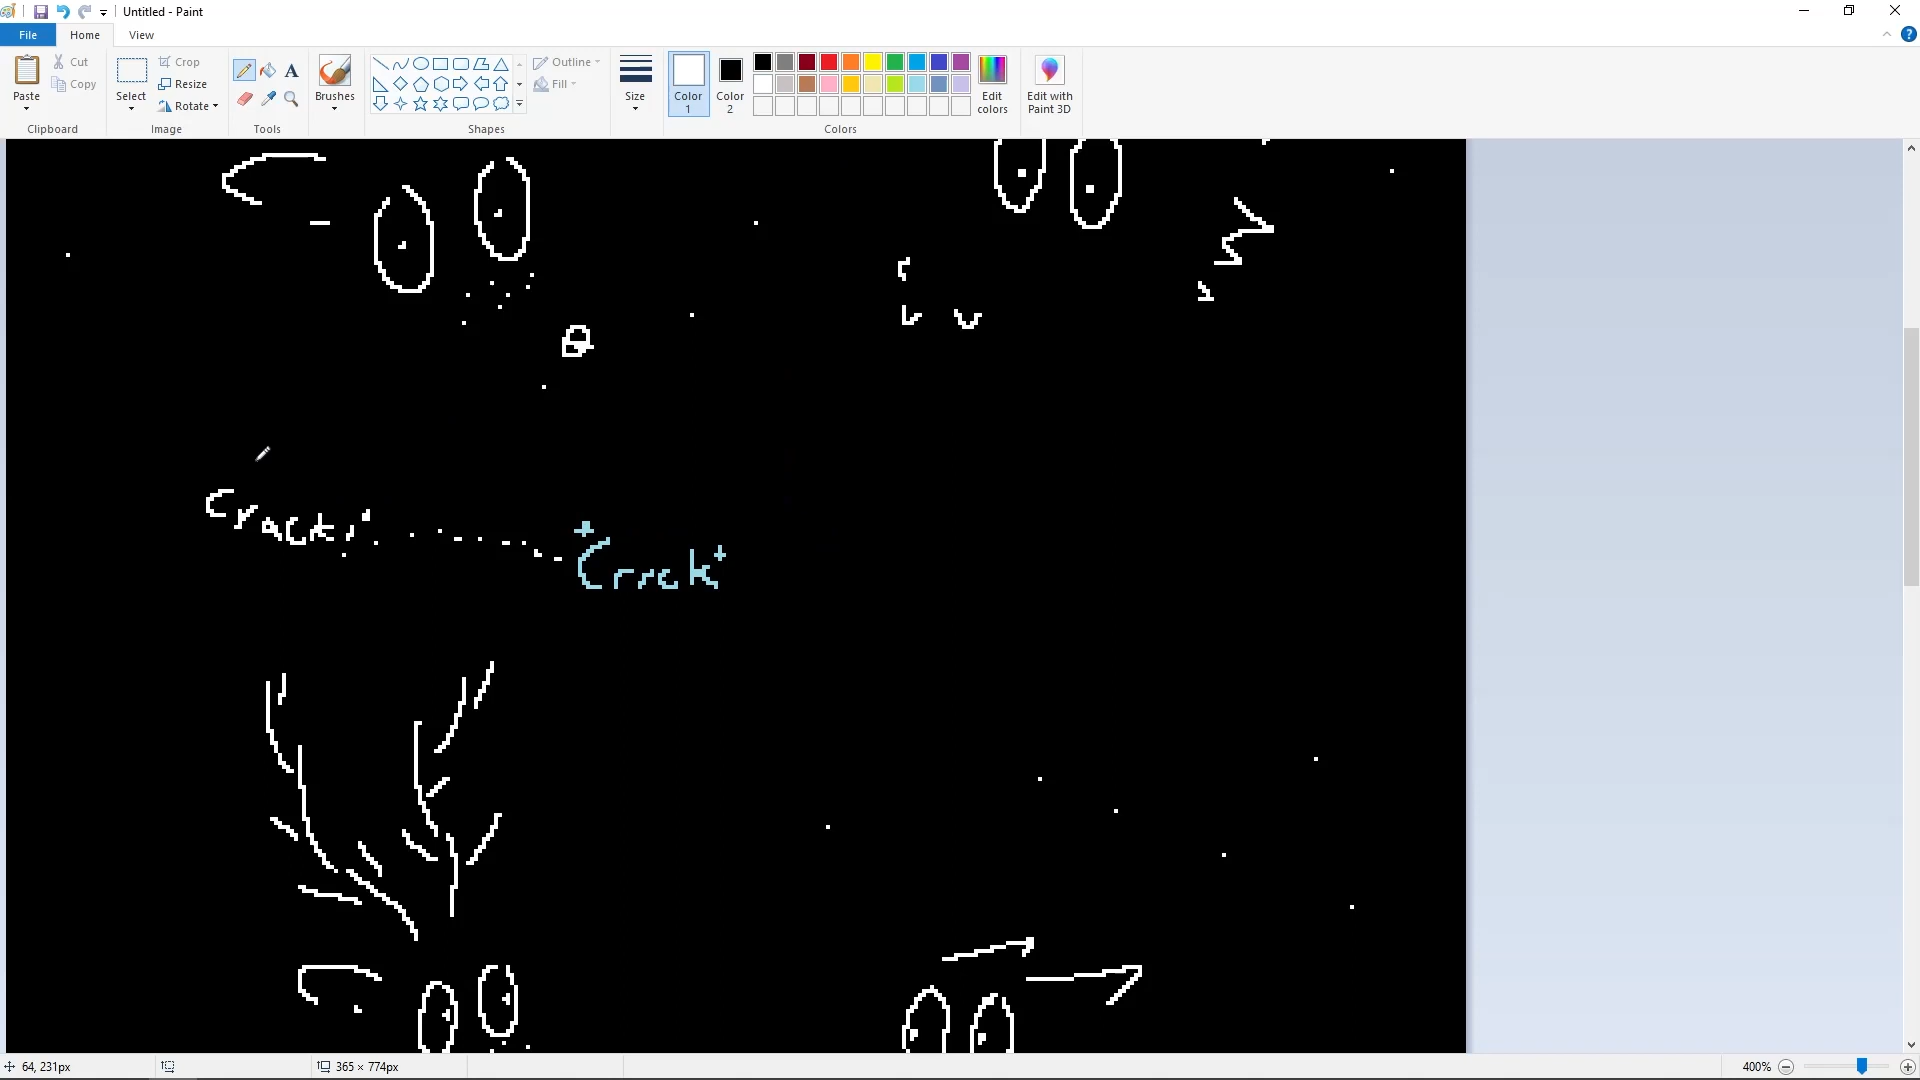 Untitled - Paint
File Home View
Paste Cut Copy Select Crop Resize Rotate Brushes Outline Fill Size Color 1 Color 2 Edit colors Edit with Paint 3D
Clipboard Image Tools Shapes Colors
Crack
64, 231px 365 × 774px 400%